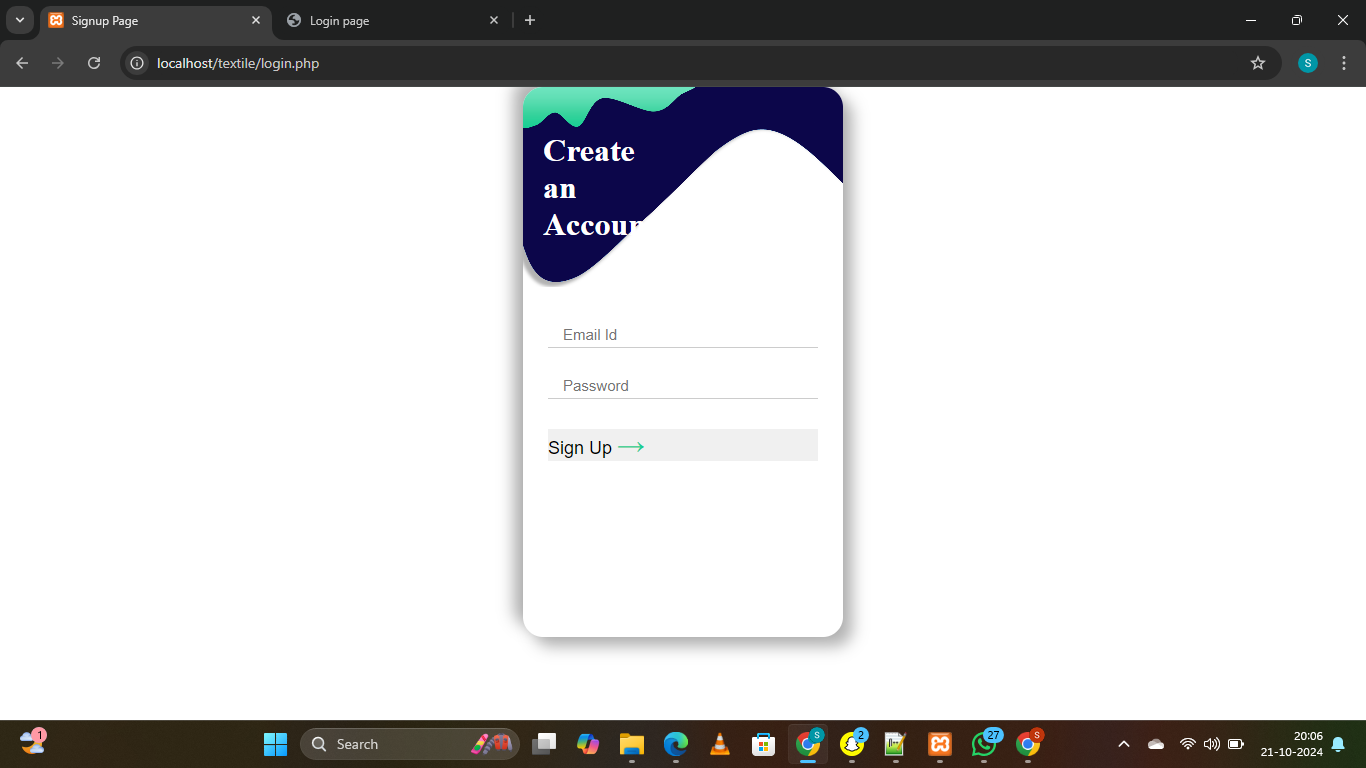 Signup Page
Login page
localhost/textile/login.php
S
Create
an
Accoun
Email Id
Password
Sign Up
1
Search
S
2
27
S
20:06
21-10-2024